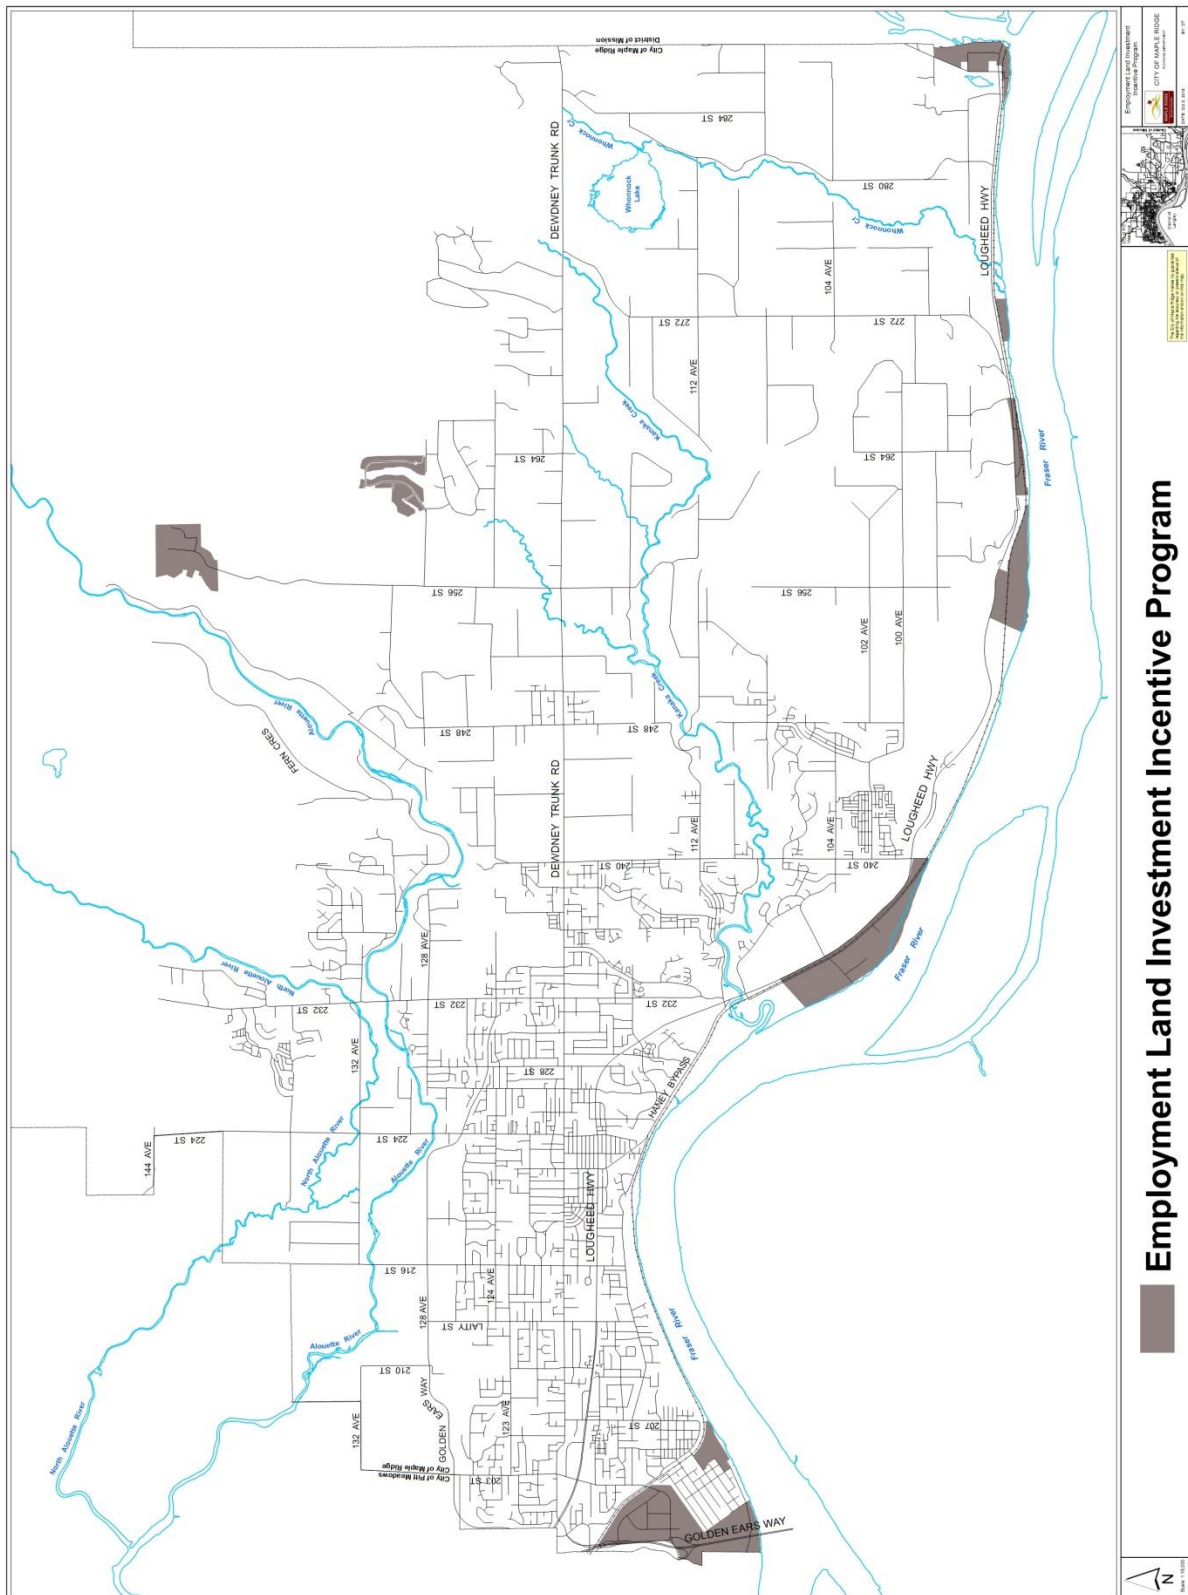 Employment Land Investment Incentive Program
Employment Land Investment
Incentive Program
CITY OF MAPLE RIDGE
N
City of Maple Ridge
District of Mission
284 ST
DEWDNEY TRUNK RD
Whonnock Cr
Whonnock
Lake
280 ST
LOUGHEED HWY
Whonnock Cr
104 AVE
272 ST
272 ST
112 AVE
Kanaka Creek
264 ST
264 ST
Fraser River
256 ST
256 ST
102 AVE
100 AVE
Kanaka Creek
Alouette River
FERN CRES
248 ST
248 ST
DEWDNEY TRUNK RD
112 AVE
104 AVE
LOUGHEED HWY
240 ST
240 ST
128 AVE
Fraser River
North Alouette River
232 ST
232 ST
232 ST
132 AVE
228 ST
HANEY BYPASS
144 AVE
224 ST
224 ST
North Alouette River
Alouette River
LOUGHEED HWY
216 ST
124 AVE
128 AVE
LAITY ST
Fraser River
Alouette River
210 ST
North Alouette River
132 AVE
GOLDEN EARS WAY
123 AVE
207 ST
City of Maple Ridge
City of Pitt Meadows
203 ST
GOLDEN EARS WAY